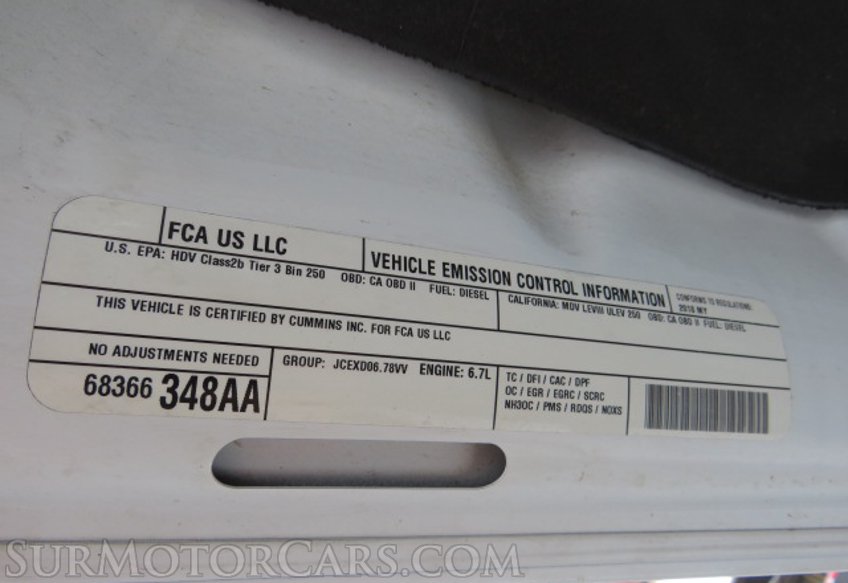 FCA US LLC
VEHICLE EMISSION CONTROL INFORMATION
CONFORMS TO REGULATIONS:
2018 MY
U.S. EPA: HDV Class2b Tier 3 Bin 250 OBD: CA OBD II FUEL: DIESEL
CALIFORNIA: MDV LEVIII ULEV 250 OBD: CA OBD II FUEL: DIESEL
THIS VEHICLE IS CERTIFIED BY CUMMINS INC. FOR FCA US LLC
NO ADJUSTMENTS NEEDED
68366 348AA
GROUP: JCEXD06.78VV ENGINE: 6.7L
TC / DFI / CAC / DPF
OC / EGR / EGRC / SCRC
NH3OC / PMS / RDQS / NOXS
SURMOTORCARS.COM